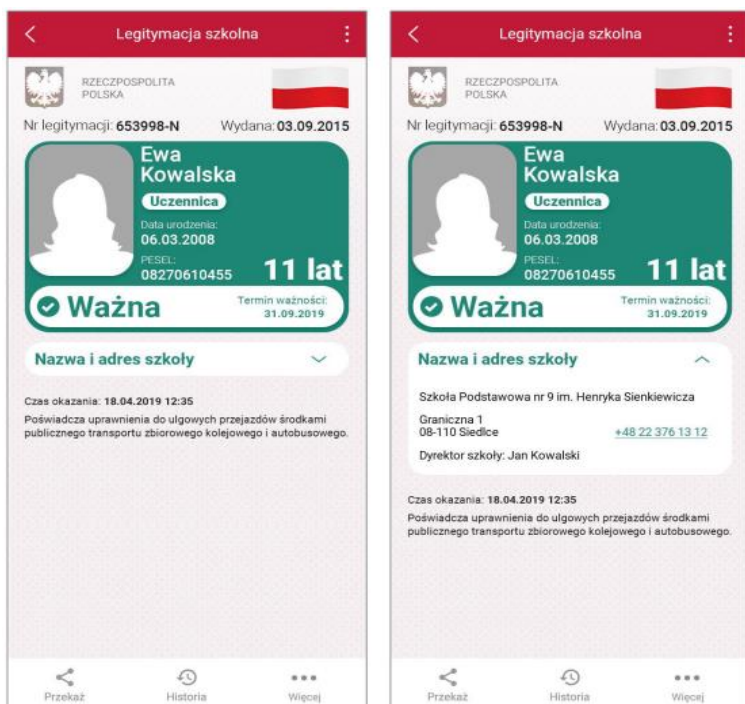 Legitymacja szkolna
RZECZPOSPOLITA
POLSKA
Nr legitymacji: 653998-N Wydana: 03.09.2015
Ewa
Kowalska
Uczennica
Data urodzenia:
06.03.2008
PESEL:
08270610455 11 lat
Ważna Termin ważności:
31.09.2019
Nazwa i adres szkoły
Czas okazania: 18.04.2019 12:35
Poświadcza uprawnienia do ulgowych przejazdów środkami
publicznego transportu zbiorowego kolejowego i autobusowego.
Przekaż Historia Więcej
Legitymacja szkolna
RZECZPOSPOLITA
POLSKA
Nr legitymacji: 653998-N Wydana: 03.09.2015
Ewa
Kowalska
Uczennica
Data urodzenia:
06.03.2008
PESEL:
08270610455 11 lat
Ważna Termin ważności:
31.09.2019
Nazwa i adres szkoły
Szkoła Podstawowa nr 9 im. Henryka Sienkiewicza
Graniczna 1
08-110 Siedlce +48 22 376 13 12
Dyrektor szkoły: Jan Kowalski
Czas okazania: 18.04.2019 12:35
Poświadcza uprawnienia do ulgowych przejazdów środkami
publicznego transportu zbiorowego kolejowego i autobusowego.
Przekaż Historia Więcej